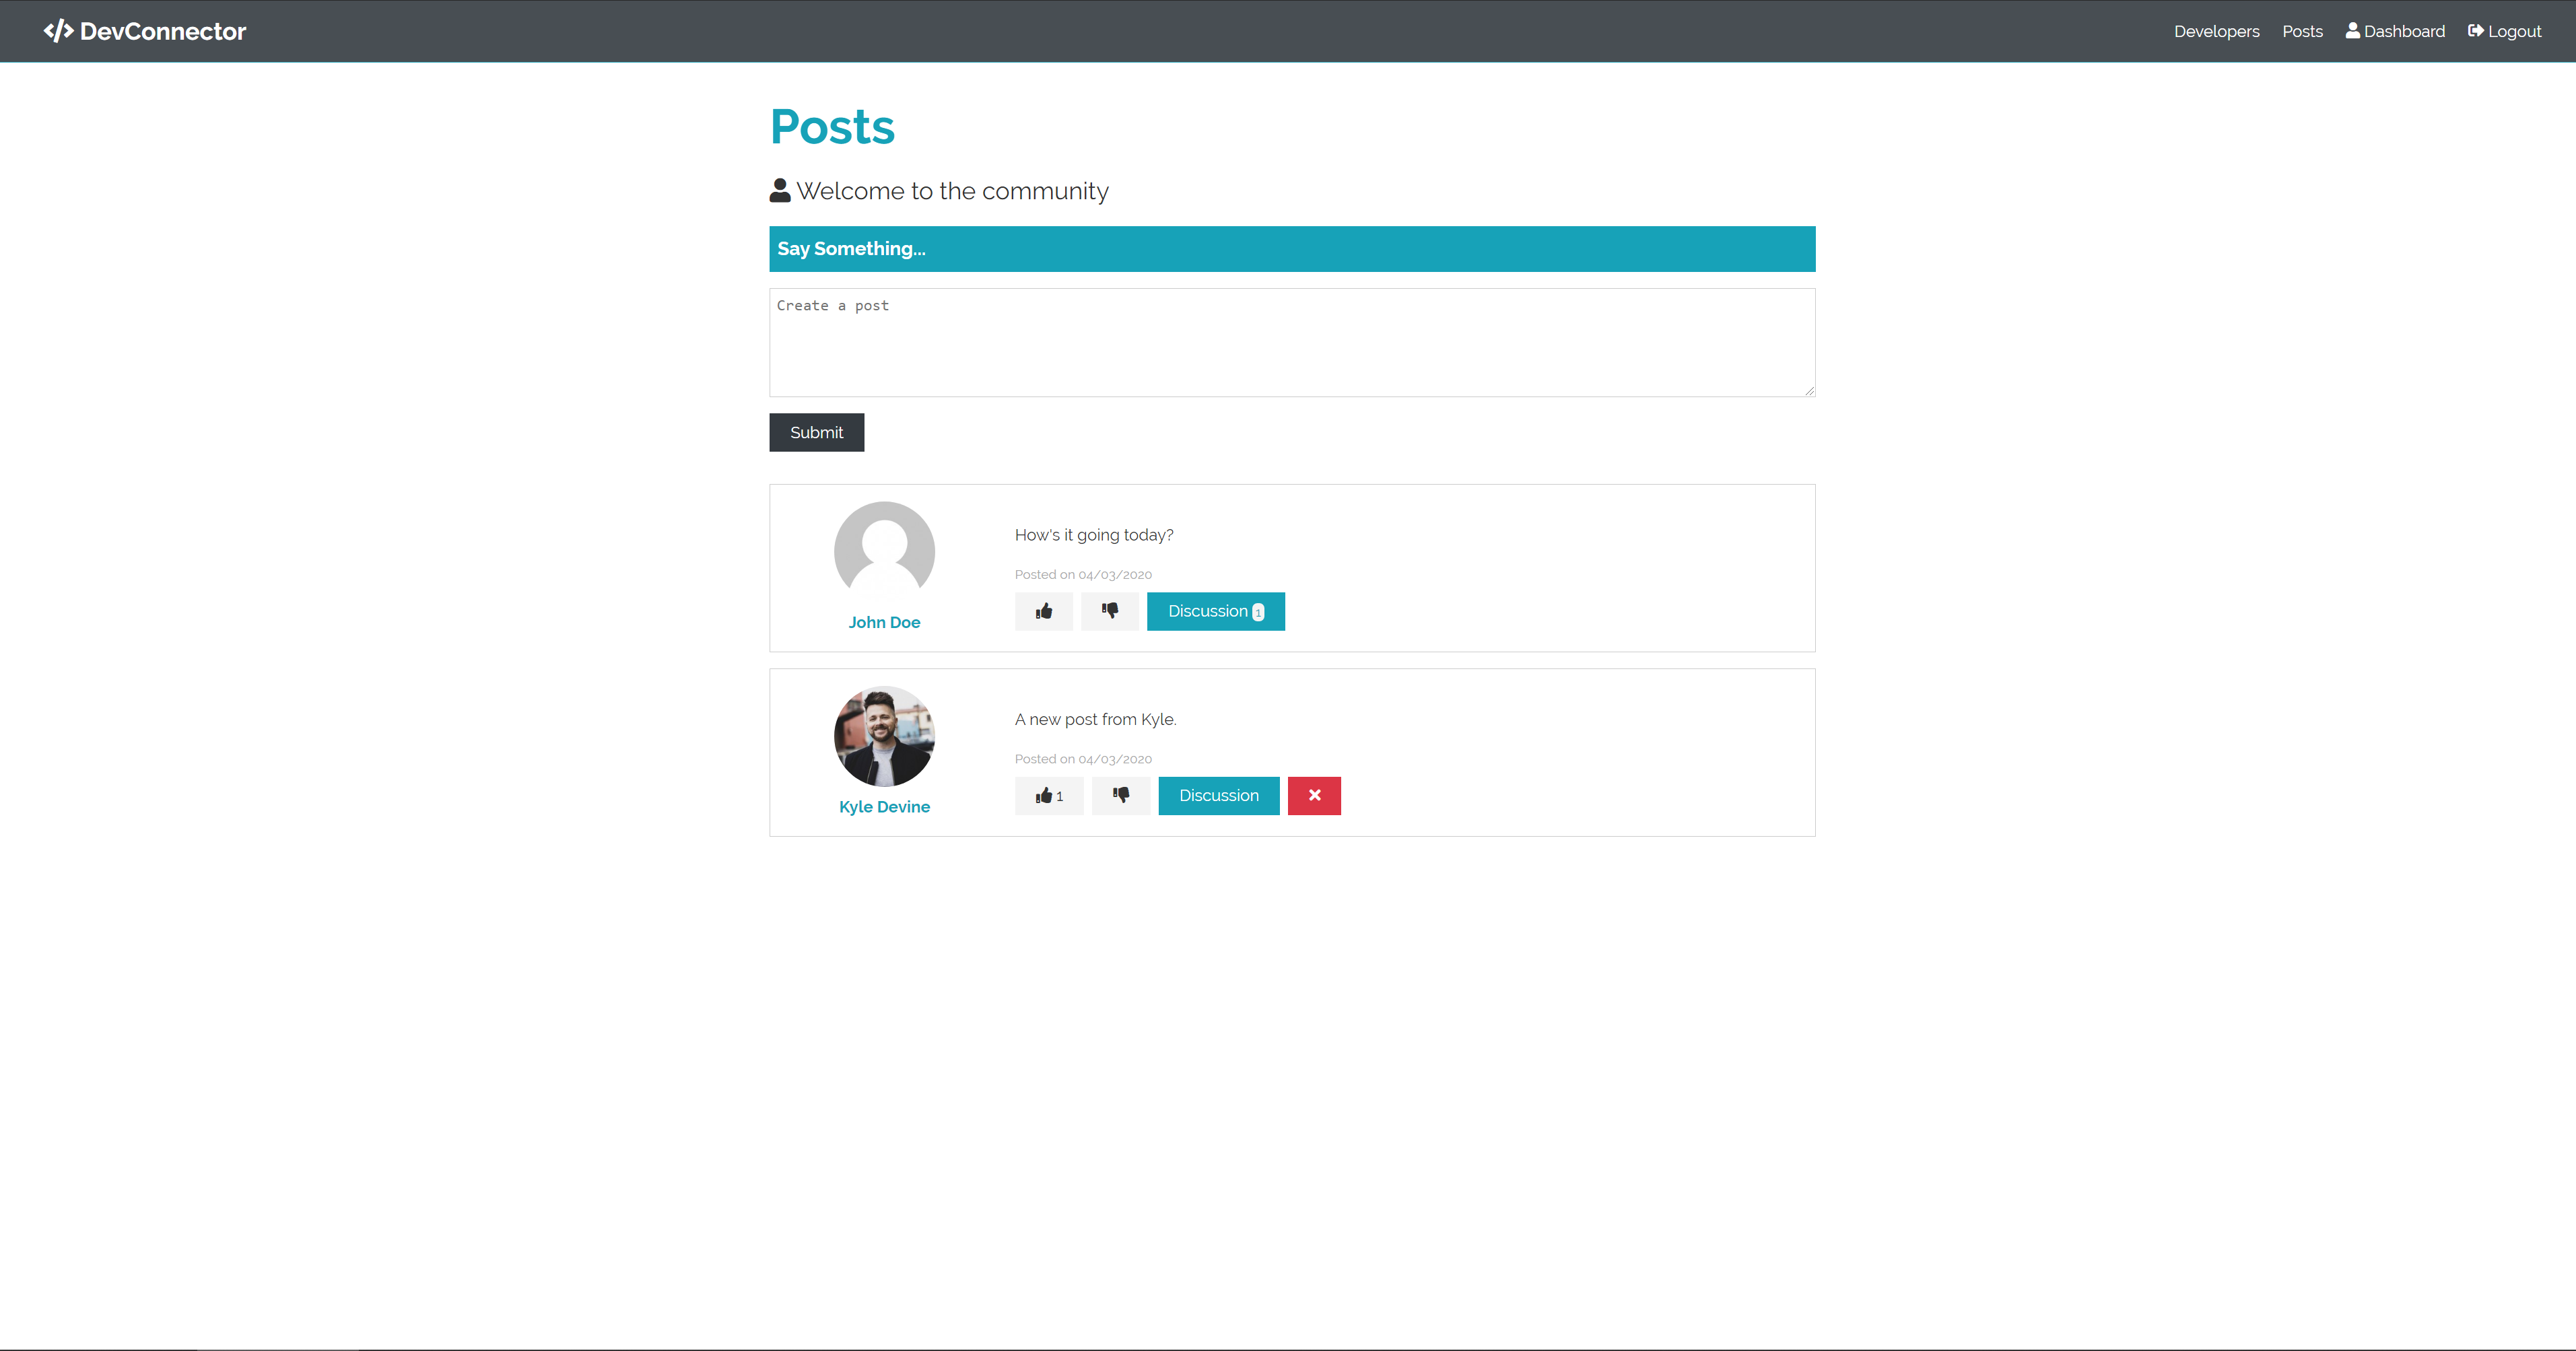 </> DevConnector
Developers Posts Dashboard Logout
Posts
Welcome to the community
Say Something...
Create a post
Submit
How's it going today?
Posted on 04/03/2020
Discussion 1
John Doe
A new post from Kyle.
Posted on 04/03/2020
1 Discussion
Kyle Devine